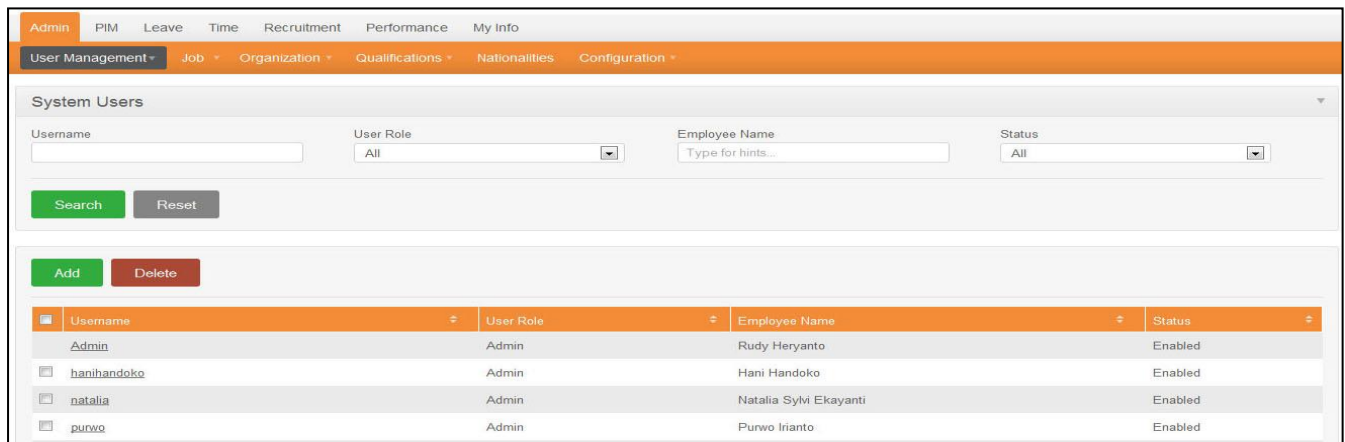 Admin PIM Leave Time Recruitment Performance My Info
User Management Job Organization Qualifications Nationalities Configuration
System Users
Username User Role Employee Name Status
All Type for hints... All
Search Reset
Add Delete
Username User Role Employee Name Status
Admin Admin Rudy Heryanto Enabled
hanihandoko Admin Hani Handoko Enabled
natalia Admin Natalia Sylvi Ekayanti Enabled
purwo Admin Purwo Irianto Enabled